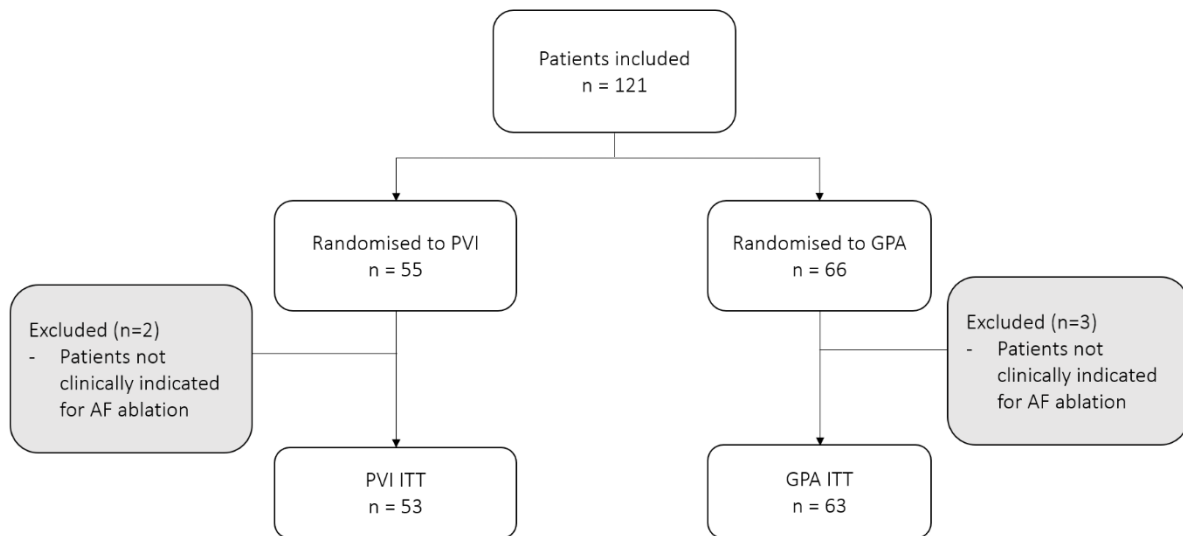 Patients included
n = 121
Randomised to PVI
n = 55
Randomised to GPA
n = 66
Excluded (n=2)
- Patients not
clinically indicated
for AF ablation
Excluded (n=3)
- Patients not
clinically indicated
for AF ablation
PVI ITT
n = 53
GPA ITT
n = 63